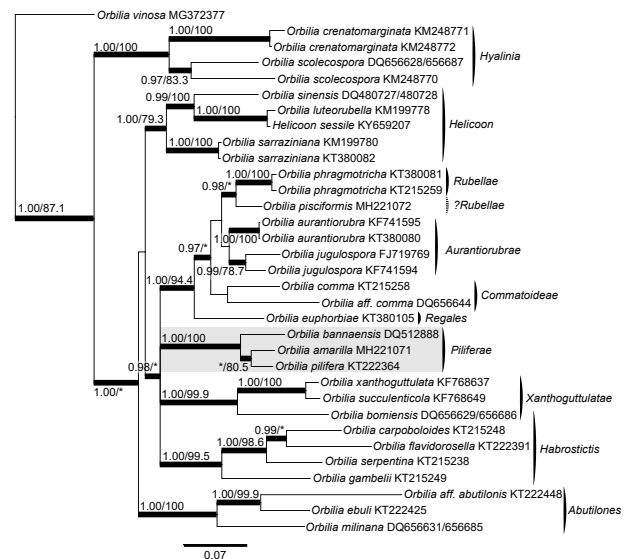 Orbilia vinosa MG372377
1.00/100
Orbilia crenatomarginata KM248771
Orbilia crenatomarginata KM248772
Orbilia scolecospora DQ656628/656687
0.97/83.3
Orbilia scolecospora KM248770
Hyalinia
0.99/100
Orbilia sinensis DQ480727/480728
1.00/79.3
1.00/100
Orbilia luteorubella KM199778
Helicoon sessile KY659207
1.00/100
Orbilia sarraziniana KM199780
Orbilia sarraziniana KT380082
Helicoon
1.00/100
0.98/*
Orbilia phragmotricha KT380081
Orbilia phragmotricha KT215259
Rubellae
Orbilia pisciformis MH221072
?Rubellae
1.00/87.1
Orbilia aurantiorubra KF741595
1.00/100
Orbilia aurantiorubra KT380080
0.97/*
Orbilia jugulospora FJ719769
0.99/78.7
Orbilia jugulospora KF741594
Aurantiorubrae
1.00/94.4
Orbilia comma KT215258
Orbilia aff. comma DQ656644
Commatoideae
Orbilia euphorbiae KT380105
Regales
1.00/100
Orbilia bannaensis DQ512888
Orbilia amarilla MH221071
*/80.5
Orbilia pilifera KT222364
Piliferae
0.98/*
1.00/*
1.00/99.9
1.00/100
Orbilia xanthoguttulata KF768637
Orbilia succulenticola KF768649
Orbilia bomiensis DQ656629/656686
Xanthoguttulatae
0.99/*
Orbilia carpoboloides KT215248
1.00/98.6
Orbilia flavidorosella KT222391
1.00/99.5
Orbilia serpentina KT215238
Orbilia gambelii KT215249
Habrostictis
1.00/99.9
Orbilia aff. abutilonis KT222448
1.00/100
Orbilia ebuli KT222425
Orbilia milinana DQ656631/656685
Abutilones
0.07